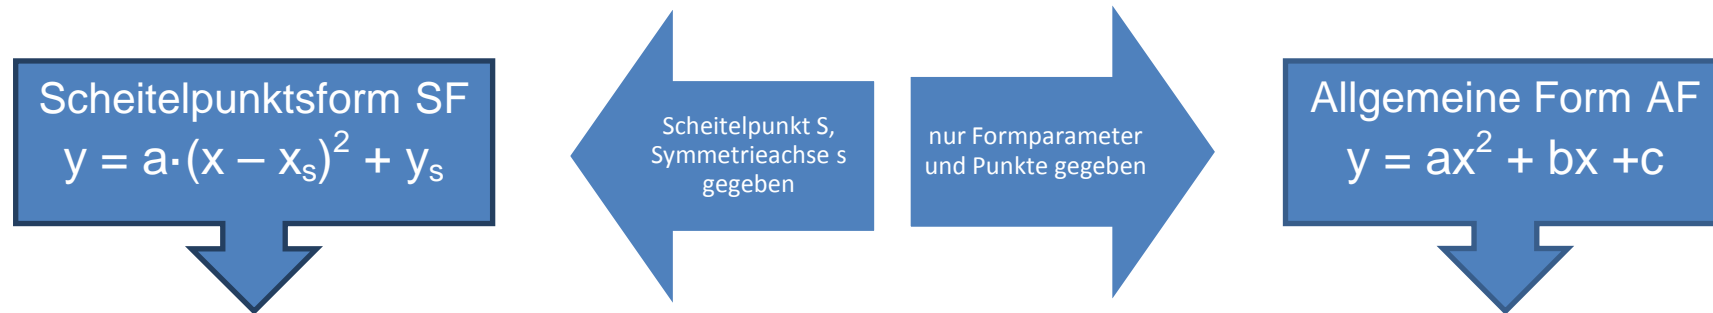 Scheitelpunktsform SF
y = a·(x – xₛ)² + yₛ
Scheitelpunkt S,
Symmetrieachse s
gegeben
nur Formparameter
und Punkte gegeben
Allgemeine Form AF
y = ax² + bx +c